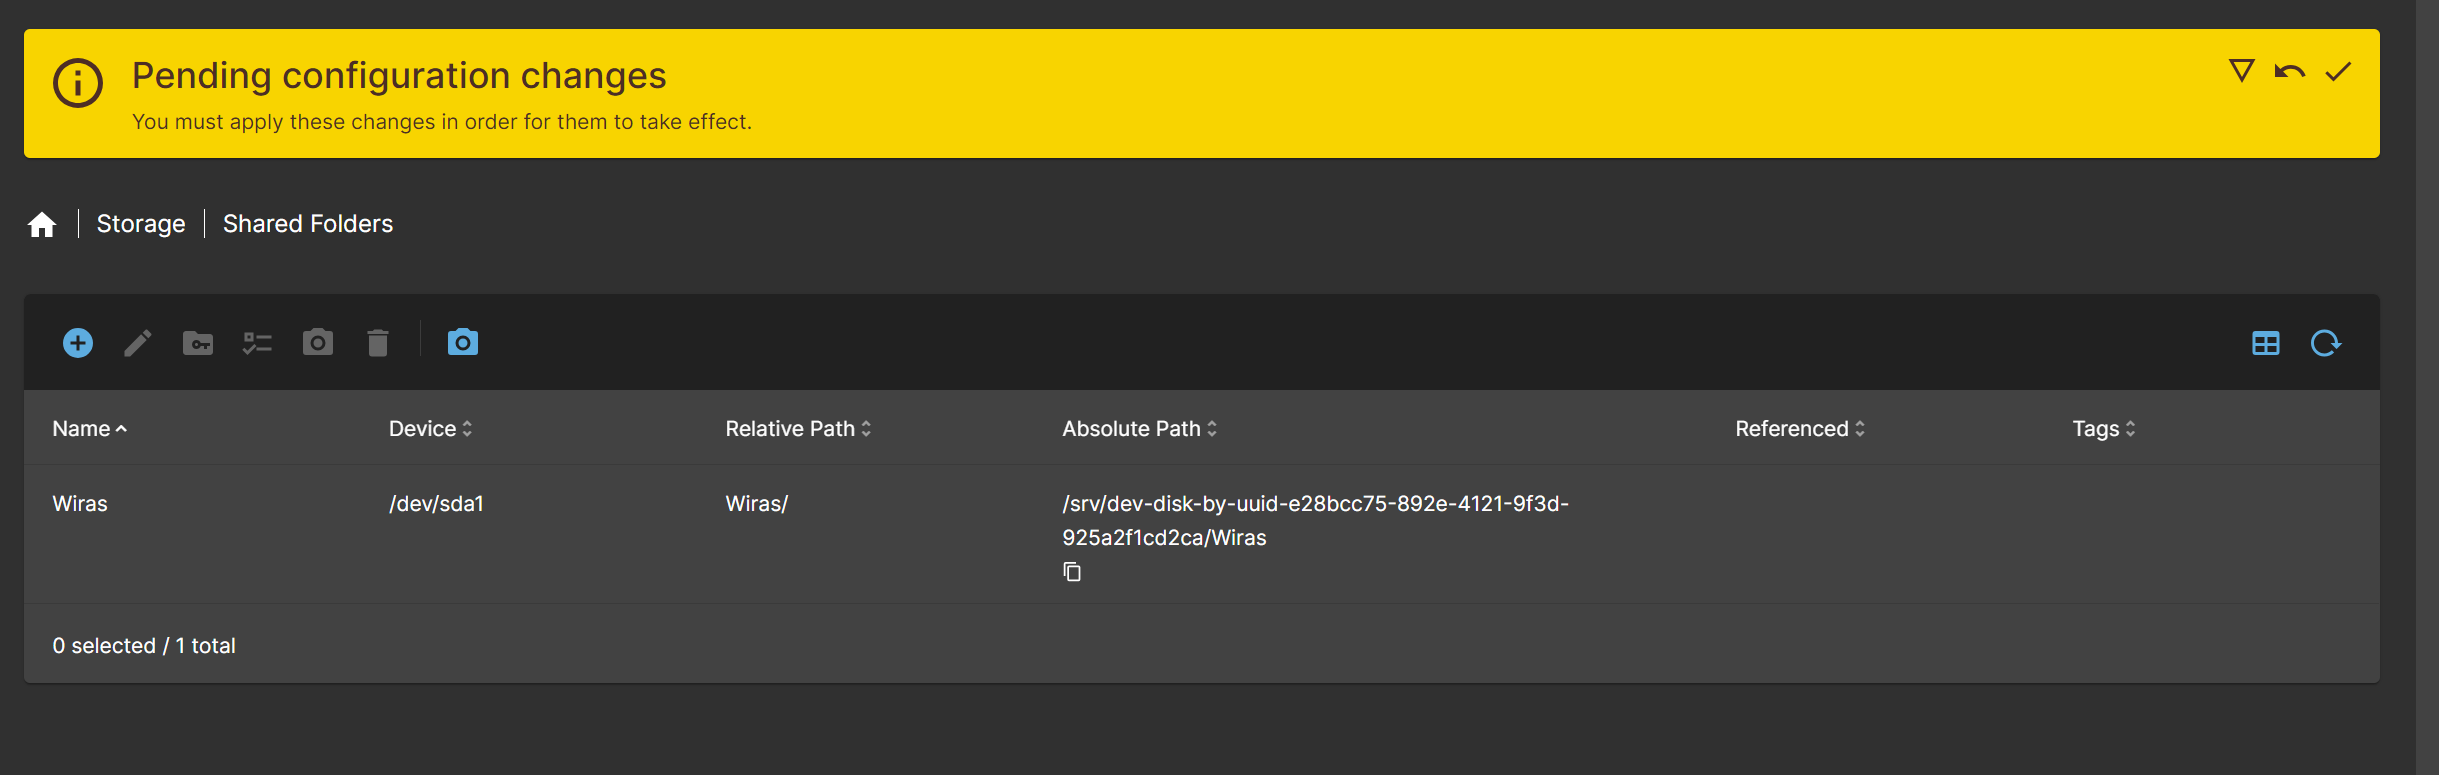 Pending configuration changes
You must apply these changes in order for them to take effect.
Storage | Shared Folders
Name Device Relative Path Absolute Path Referenced Tags
Wiras /dev/sda1 Wiras/ /srv/dev-disk-by-uuid-e28bcc75-892e-4121-9f3d-
925a2f1cd2ca/Wiras
0 selected / 1 total